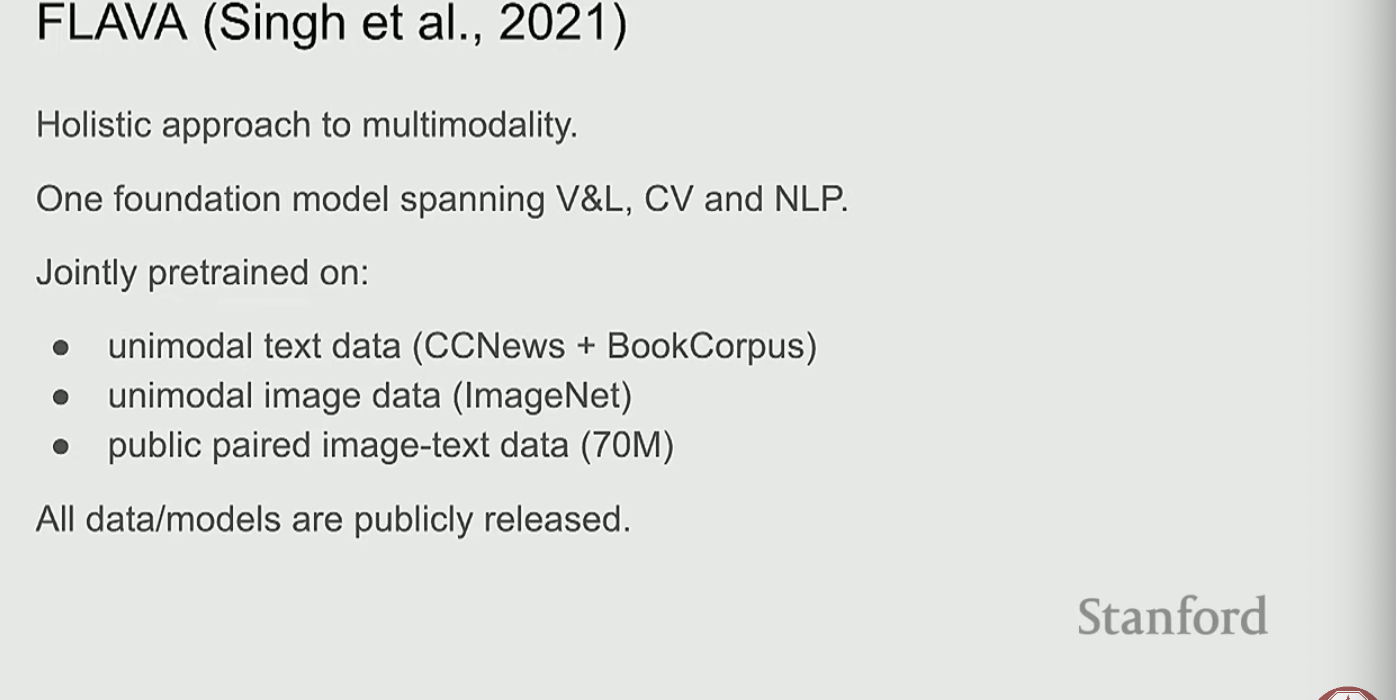 FLAVA (Singh et al., 2021)
Holistic approach to multimodality.
One foundation model spanning V&L, CV and NLP.
Jointly pretrained on:
● unimodal text data (CCNews + BookCorpus)
● unimodal image data (ImageNet)
● public paired image-text data (70M)
All data/models are publicly released.
Stanford